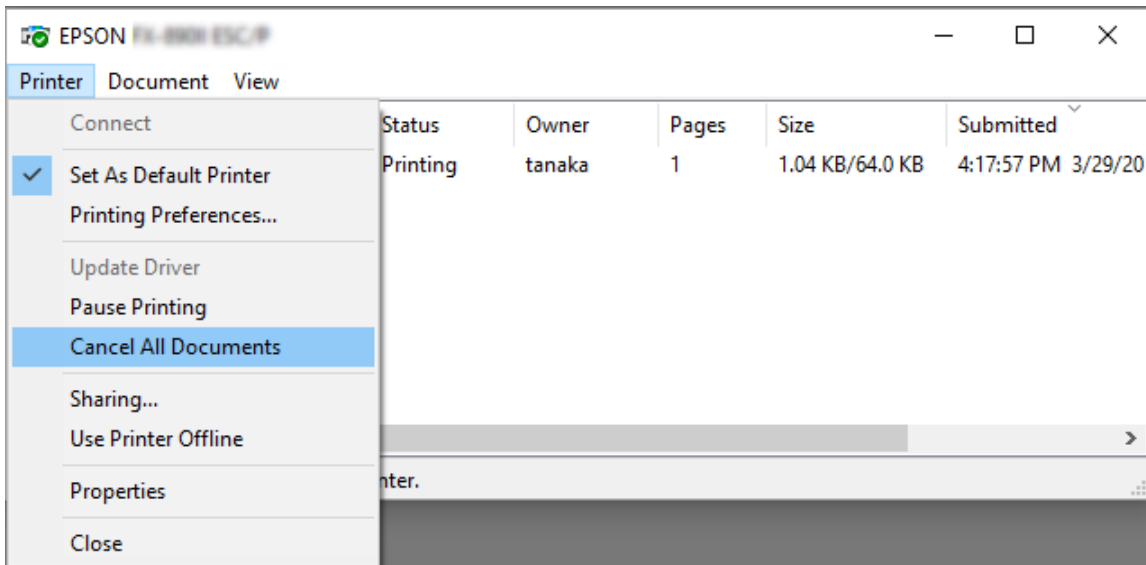 EPSON
Printer Document View
Connect
Status Owner Pages Size Submitted
Set As Default Printer
Printing tanaka 1 1.04 KB/64.0 KB 4:17:57 PM 3/29/20
Printing Preferences...
Update Driver
Pause Printing
Cancel All Documents
Sharing...
Use Printer Offline
Properties
nter.
Close